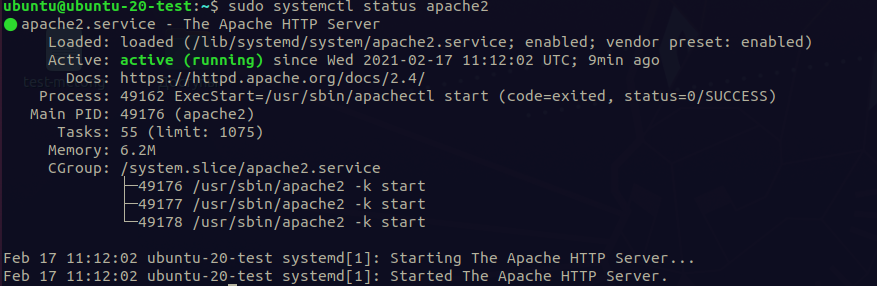 ubuntu@ubuntu-20-test:~$ sudo systemctl status apache2
● apache2.service - The Apache HTTP Server
     Loaded: loaded (/lib/systemd/system/apache2.service; enabled; vendor preset: enabled)
     Active: active (running) since Wed 2021-02-17 11:12:02 UTC; 9min ago
       Docs: https://httpd.apache.org/docs/2.4/
    Process: 49162 ExecStart=/usr/sbin/apachectl start (code=exited, status=0/SUCCESS)
   Main PID: 49176 (apache2)
      Tasks: 55 (limit: 1075)
     Memory: 6.2M
     CGroup: /system.slice/apache2.service
             ├─49176 /usr/sbin/apache2 -k start
             ├─49177 /usr/sbin/apache2 -k start
             └─49178 /usr/sbin/apache2 -k start

Feb 17 11:12:02 ubuntu-20-test systemd[1]: Starting The Apache HTTP Server...
Feb 17 11:12:02 ubuntu-20-test systemd[1]: Started The Apache HTTP Server.